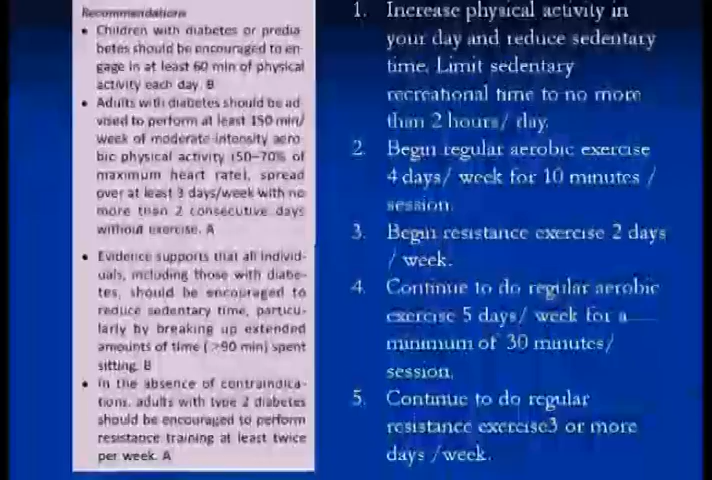 Recommendations
• Children with diabetes or predia-
betes should be encouraged to en-
gage in at least 60 min of physical
activity each day. B
• Adults with diabetes should be ad-
vised to perform at least 150 min/
week of moderate-intensity aero-
bic physical activity (50–70% of
maximum heart rate), spread
over at least 3 days/week with no
more than 2 consecutive days
without exercise. A
• Evidence supports that all individ-
uals, including those with diabe-
tes, should be encouraged to
reduce sedentary time, particu-
larly by breaking up extended
amounts of time (>90 min) spent
sitting. B
• In the absence of contraindica-
tions, adults with type 2 diabetes
should be encouraged to perform
resistance training at least twice
per week. A
1. Increase physical activity in
your day and reduce sedentary
time. Limit sedentary
recreational time to no more
than 2 hours/ day.
2. Begin regular aerobic exercise
4 days/ week for 10 minutes /
session.
3. Begin resistance exercise 2 days
/ week.
4. Continue to do regular aerobic
exercise 5 days/ week for a
minimum of 30 minutes/
session.
5. Continue to do regular
resistance exercise3 or more
days /week.